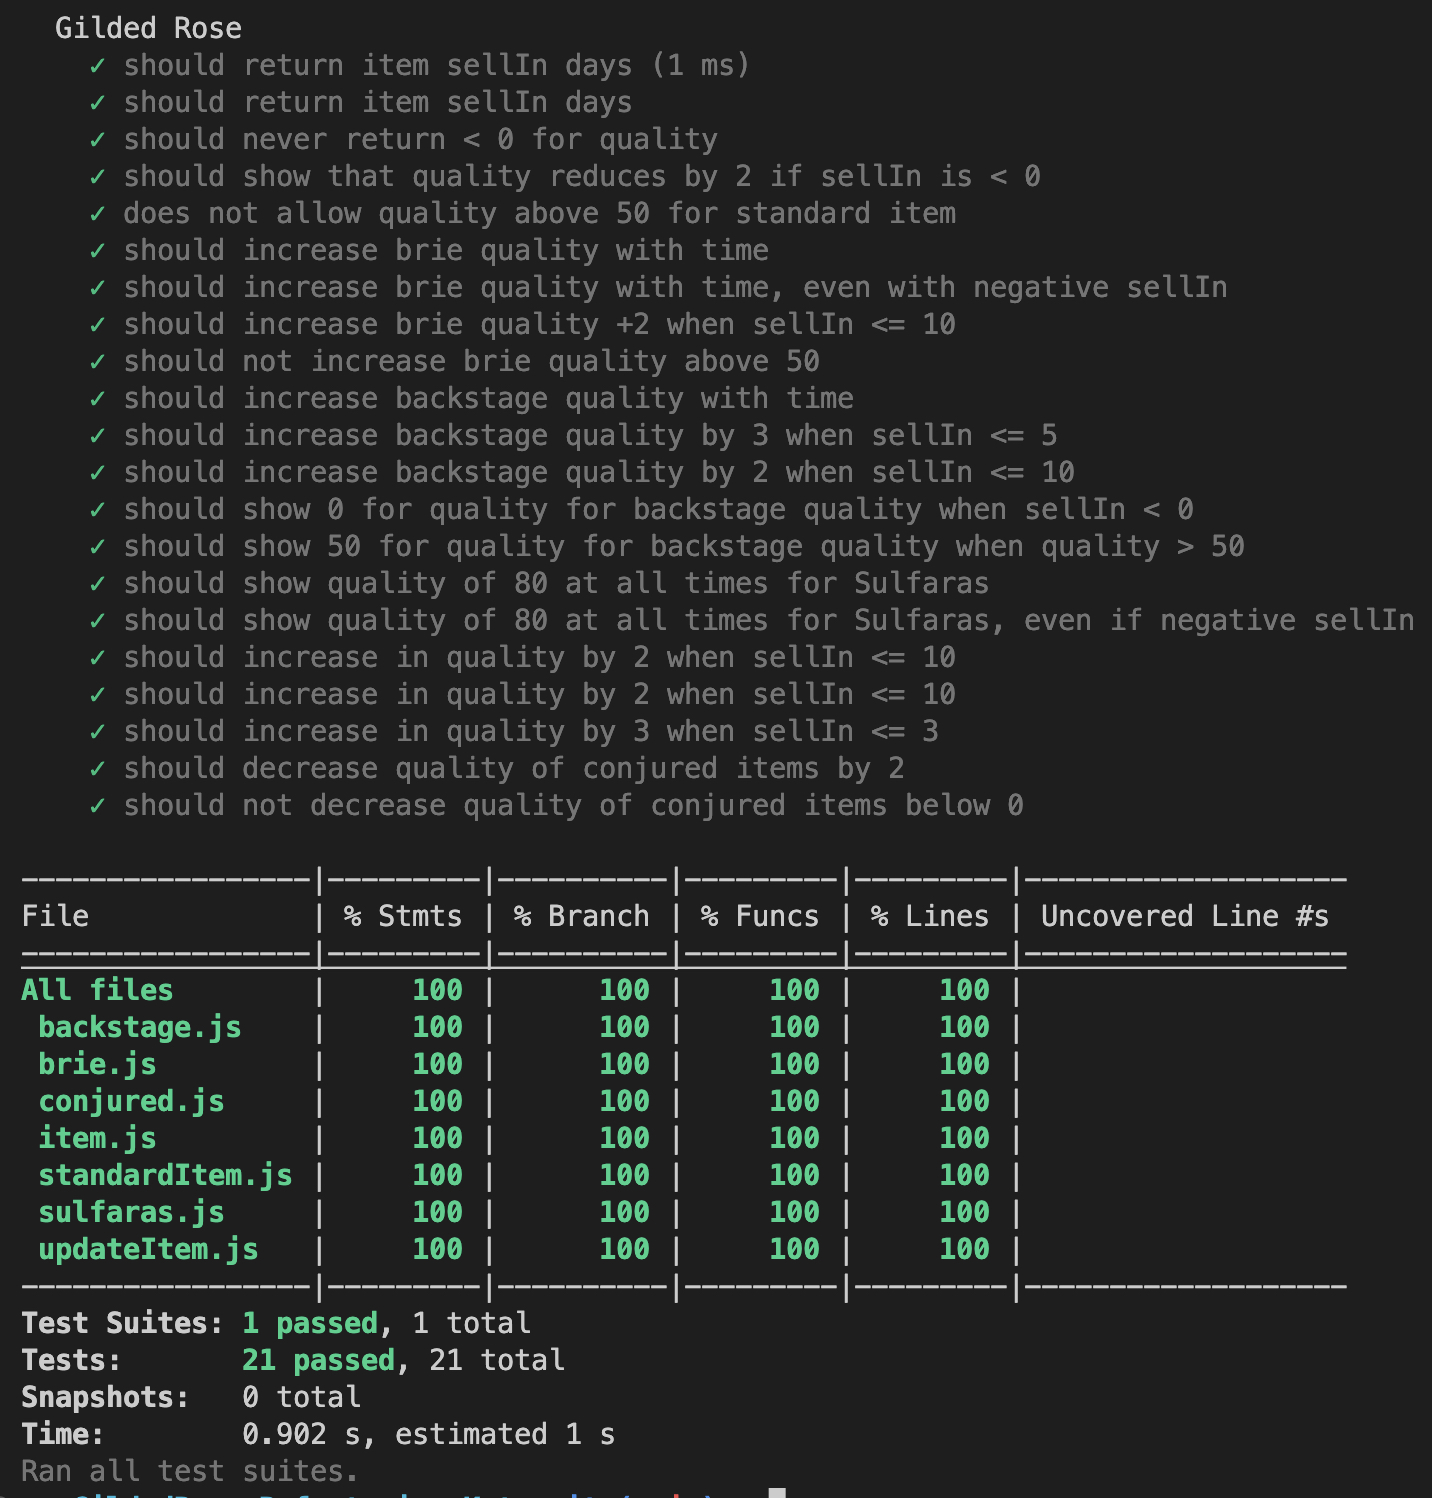 Gilded Rose
✓ should return item sellIn days (1 ms)
✓ should return item sellIn days
✓ should never return < 0 for quality
✓ should show that quality reduces by 2 if sellIn is < 0
✓ does not allow quality above 50 for standard item
✓ should increase brie quality with time
✓ should increase brie quality with time, even with negative sellIn
✓ should increase brie quality +2 when sellIn <= 10
✓ should not increase brie quality above 50
✓ should increase backstage quality with time
✓ should increase backstage quality by 3 when sellIn <= 5
✓ should increase backstage quality by 2 when sellIn <= 10
✓ should show 0 for quality for backstage quality when sellIn < 0
✓ should show 50 for quality for backstage quality when quality > 50
✓ should show quality of 80 at all times for Sulfaras
✓ should show quality of 80 at all times for Sulfaras, even if negative sellIn
✓ should increase in quality by 2 when sellIn <= 10
✓ should increase in quality by 2 when sellIn <= 10
✓ should increase in quality by 3 when sellIn <= 3
✓ should decrease quality of conjured items by 2
✓ should not decrease quality of conjured items below 0
-----------------|---------|----------|---------|---------|-------------------
File | % Stmts | % Branch | % Funcs | % Lines | Uncovered Line #s
-----------------|---------|----------|---------|---------|-------------------
All files | 100 | 100 | 100 | 100 |
backstage.js | 100 | 100 | 100 | 100 |
brie.js | 100 | 100 | 100 | 100 |
conjured.js | 100 | 100 | 100 | 100 |
item.js | 100 | 100 | 100 | 100 |
standardItem.js | 100 | 100 | 100 | 100 |
sulfaras.js | 100 | 100 | 100 | 100 |
updateItem.js | 100 | 100 | 100 | 100 |
-----------------|---------|----------|---------|---------|-------------------
Test Suites: 1 passed, 1 total
Tests: 21 passed, 21 total
Snapshots: 0 total
Time: 0.902 s, estimated 1 s
Ran all test suites.